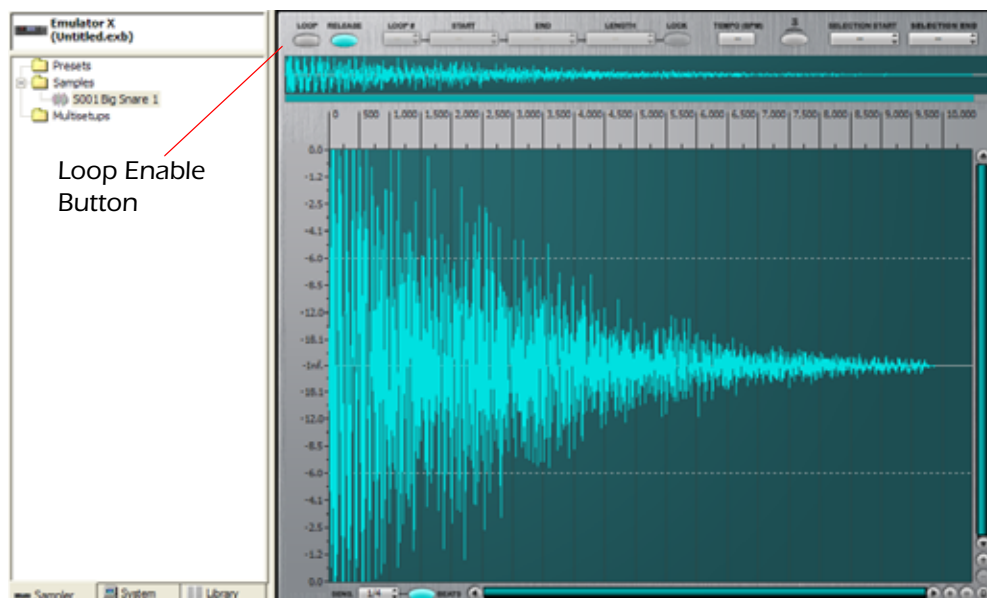 Emulator X
(Untitled.exb)
Presets
Samples
S001 Big Snare 1
Multisetups
Loop Enable
Button
Sampler System Library
LOOP RELEASE LOOP # START END LENGTH LOCK TEMPO (BPM) SELECTION START SELECTION END
-- -- --
0 500 1,000 1,500 2,000 2,500 3,000 3,500 4,000 4,500 5,000 5,500 6,000 6,500 7,000 7,500 8,000 8,500 9,000 9,500 10,000
0.0
-1.2
-2.5
-4.1
-6.0
-8.5
-12.0
-18.1
-Inf.
-18.1
-12.0
-8.5
-6.0
-4.1
-2.5
-1.2
0.0
SENS. 1/4 BEATS